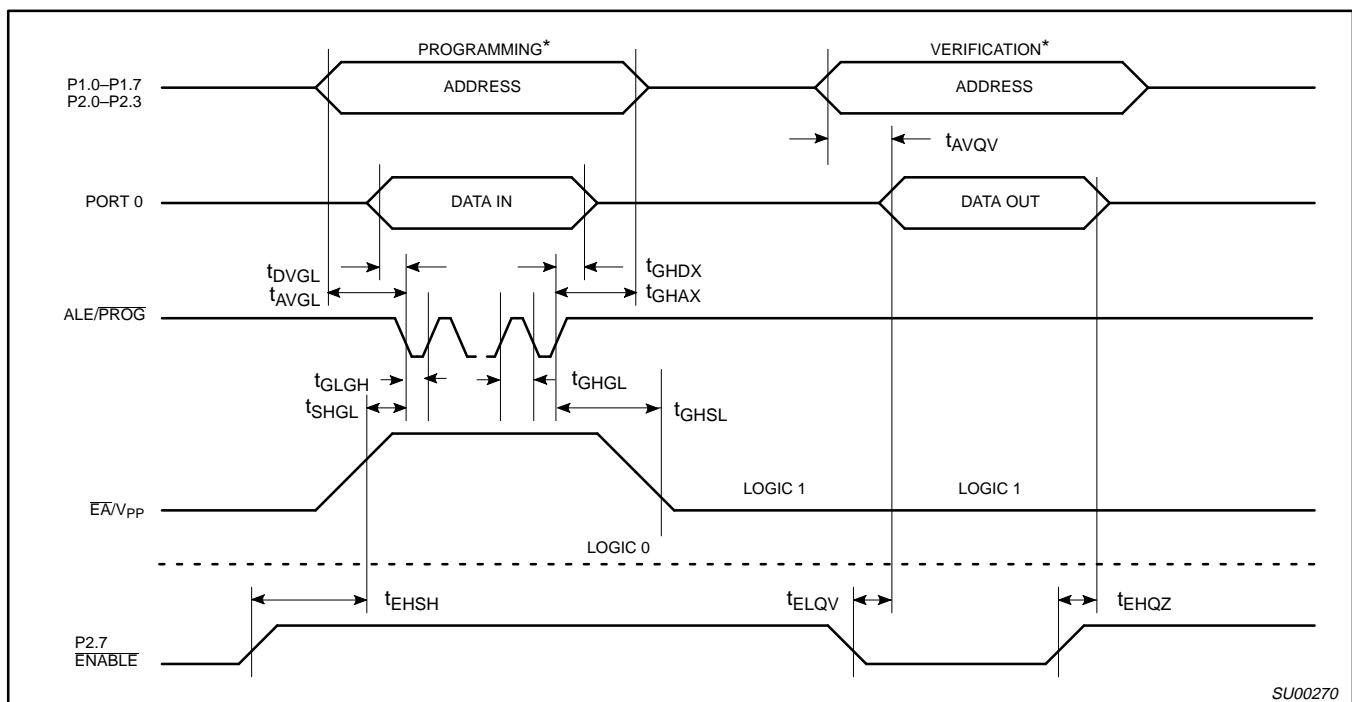 PROGRAMMING* VERIFICATION*
P1.0–P1.7
P2.0–P2.3
ADDRESS ADDRESS
tAVQV
PORT 0 DATA IN DATA OUT
tDVGL tGHDX
tAVGL tGHAX
ALE/PROG
tGLGH tGHGL
tSHGL tGHSL
LOGIC 1 LOGIC 1
EA/VPP
LOGIC 0
tEHSH tELQV tEHQZ
P2.7
ENABLE
SU00270